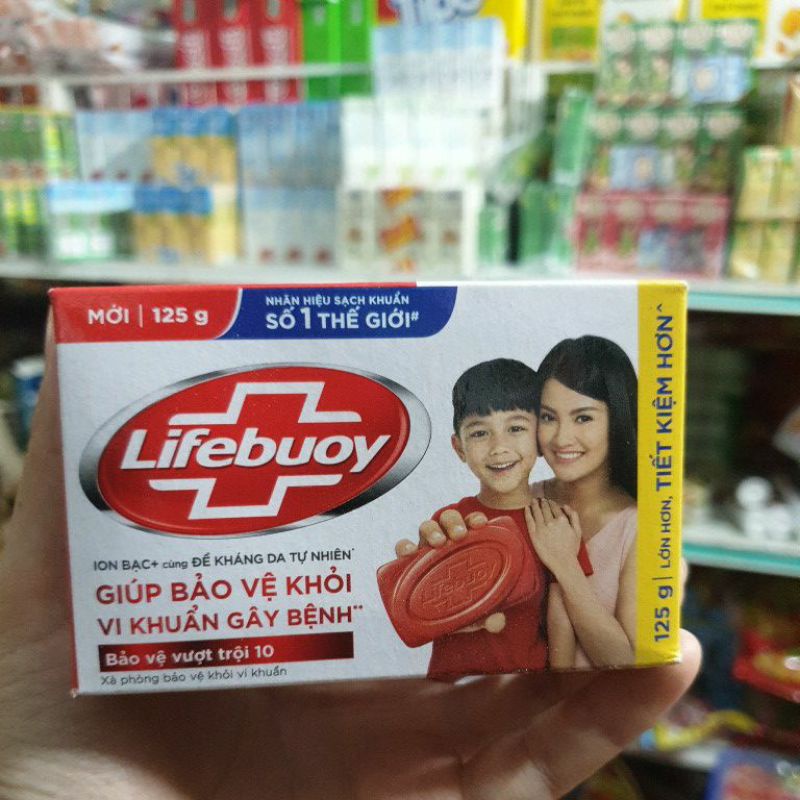 MỚI | 125 g
NHÃN HIỆU SẠCH KHUẨN
SỐ 1 THẾ GIỚI#
Lifebuoy
ION BẠC+ cùng ĐỀ KHÁNG DA TỰ NHIÊN*
GIÚP BẢO VỆ KHỎI
VI KHUẨN GÂY BỆNH**
Bảo vệ vượt trội 10
Xà phòng bảo vệ khỏi vi khuẩn
Lifebuoy
125 g | LỚN HƠN, TIẾT KIỆM HƠN^